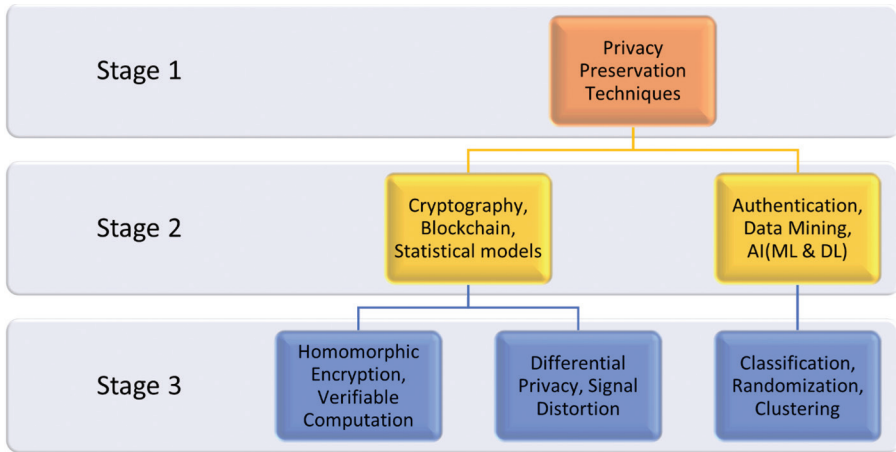 Stage 1
Privacy
Preservation
Techniques
Stage 2
Cryptography,
Blockchain,
Statistical models
Authentication,
Data Mining,
AI(ML & DL)
Stage 3
Homomorphic
Encryption,
Verifiable
Computation
Differential
Privacy, Signal
Distortion
Classification,
Randomization,
Clustering